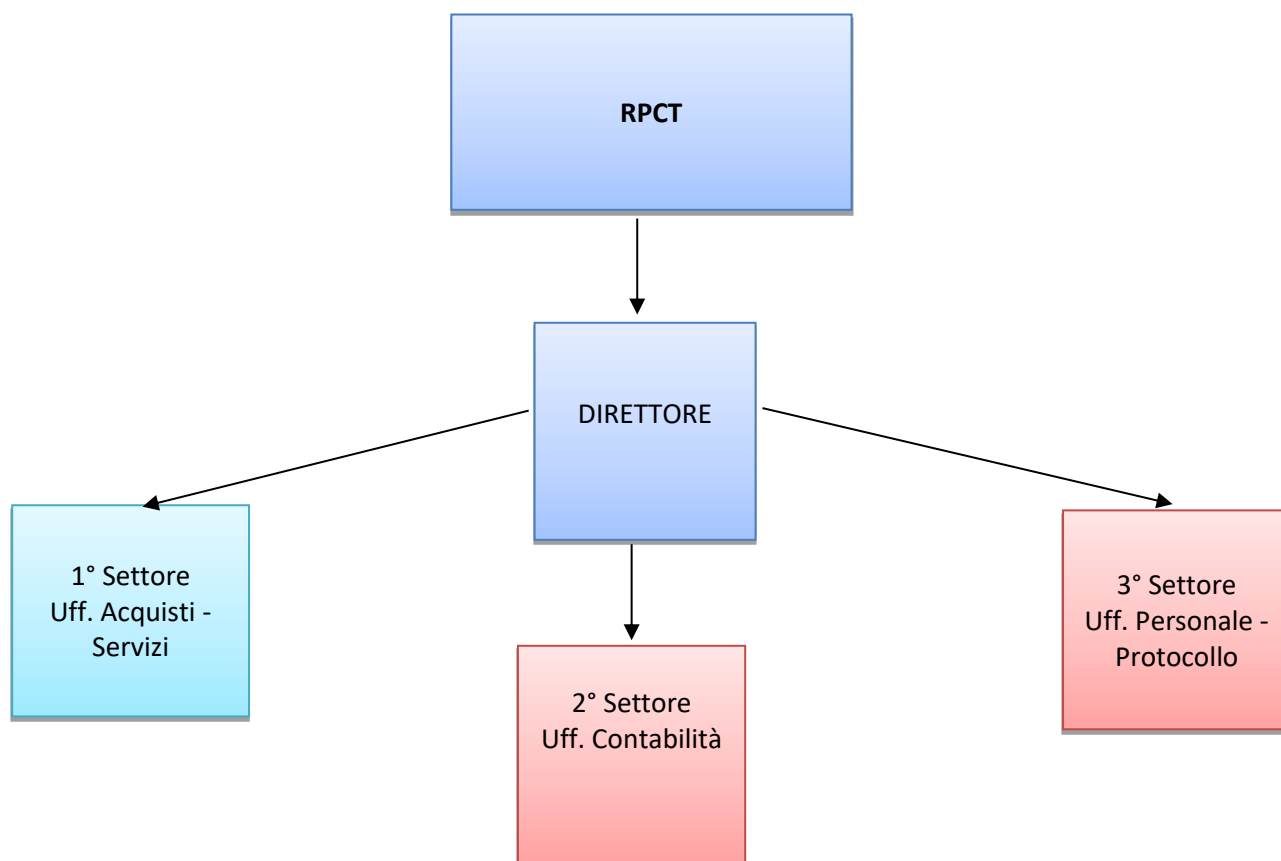 RPCT
DIRETTORE
1° Settore
Uff. Acquisti -
Servizi
2° Settore
Uff. Contabilità
3° Settore
Uff. Personale -
Protocollo